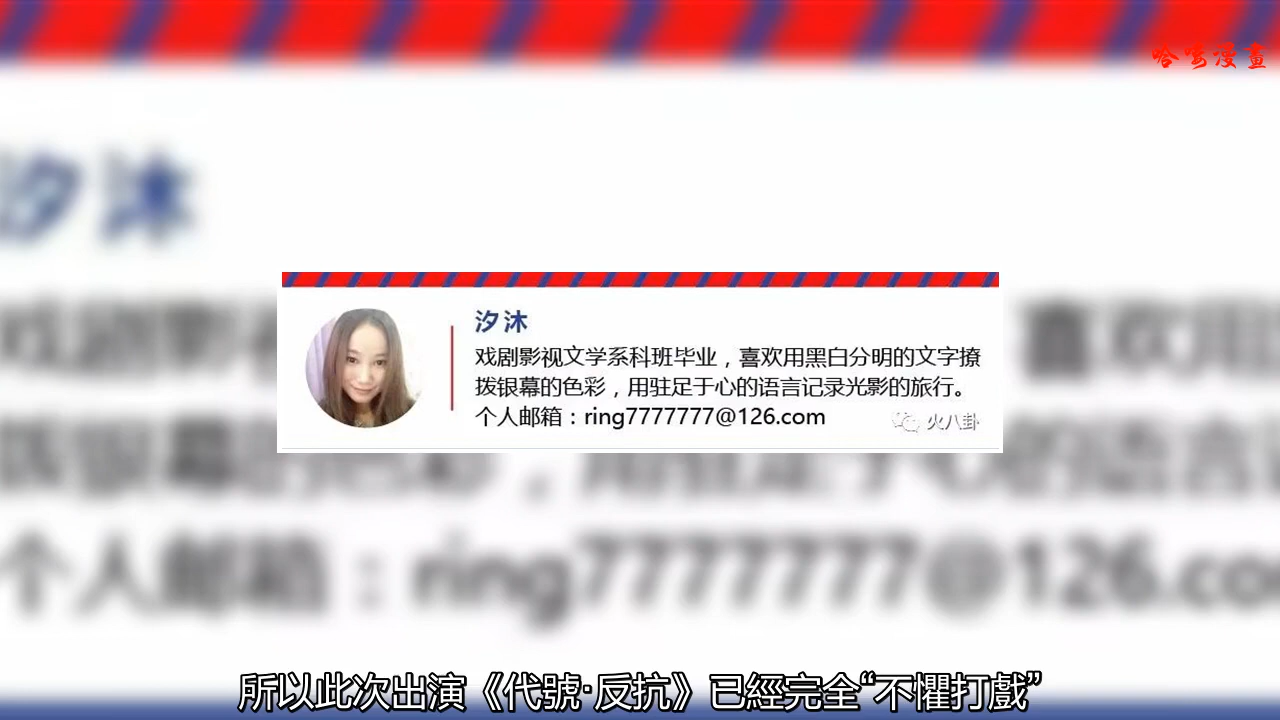 哈嘍漫畫
汐沐
戏剧影视文学系科班毕业，喜欢用黑白分明的文字撩
拨银幕的色彩，用驻足于心的语言记录光影的旅行。
个人邮箱：ring7777777@126.com
火八卦
所以此次出演《代號·反抗》已經完全“不懼打戲”